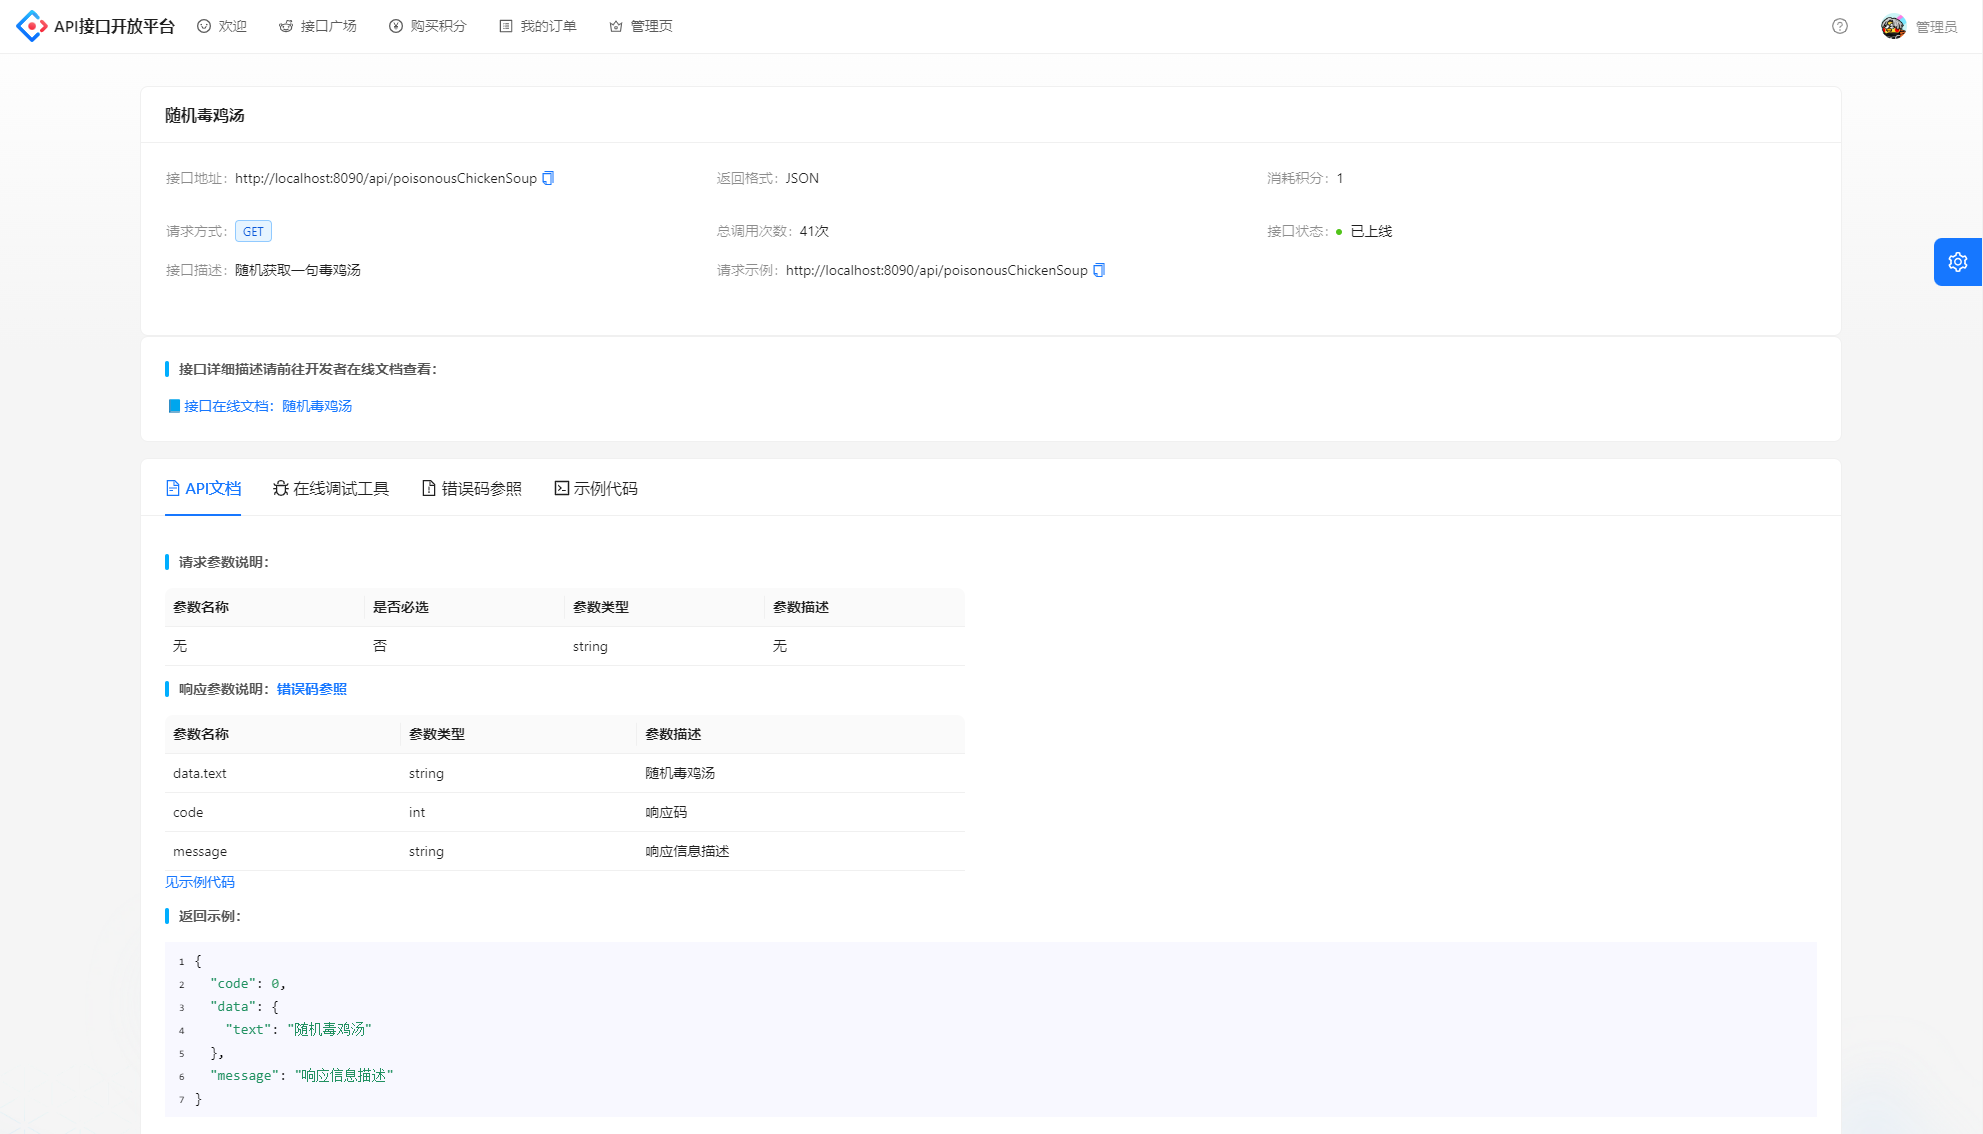 API接口开放平台 欢迎 接口广场 购买积分 我的订单 管理页 管理员
随机毒鸡汤
接口地址: http://localhost:8090/api/poisonousChickenSoup 返回格式: JSON 消耗积分: 1
请求方式: GET 总调用次数: 41次 接口状态: 已上线
接口描述: 随机获取一句毒鸡汤 请求示例: http://localhost:8090/api/poisonousChickenSoup
接口详细描述请前往开发者在线文档查看：
接口在线文档：随机毒鸡汤
API文档 在线调试工具 错误码参照 示例代码
请求参数说明：
参数名称 是否必选 参数类型 参数描述
无 否 string 无
响应参数说明：错误码参照
参数名称 参数类型 参数描述
data.text string 随机毒鸡汤
code int 响应码
message string 响应信息描述
见示例代码
返回示例：
1 {
2 "code": 0,
3 "data": {
4 "text": "随机毒鸡汤"
5 },
6 "message": "响应信息描述"
7 }